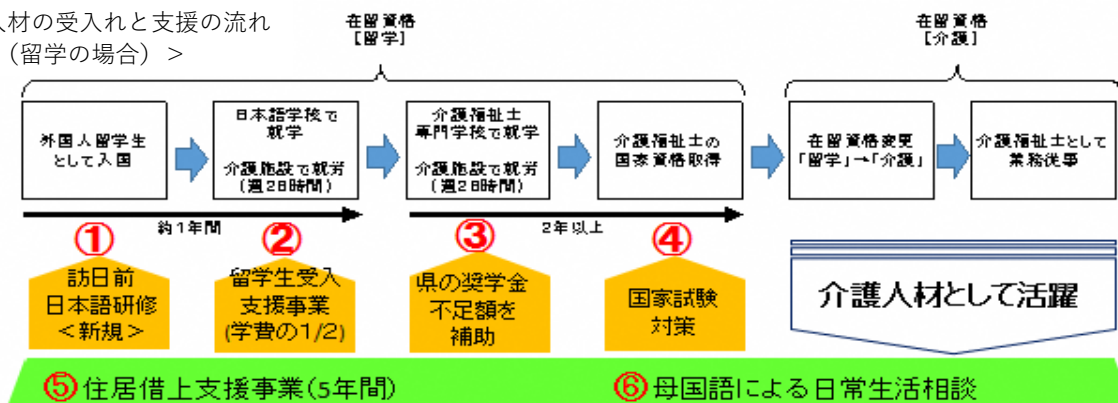 人材の受入れと支援の流れ
(留学の場合)>
在留資格
[留学]
在留資格
[介護]
外国人留学生
として入国
日本語学校で
就学
介護施設で就労
(週28時間)
介護福祉士
専門学校で就学
介護施設で就労
(週28時間)
介護福祉士の
国家資格取得
在留資格変更
「留学」→「介護」
介護福祉士として
業務従事
約1年間
2年以上
①
訪日前
日本語研修
<新規>
②
留学生受入
支援事業
(学費の1/2)
③
県の奨学金
不足額を
補助
④
国家試験
対策
介護人材として活躍
⑤住居借上支援事業(5年間)
⑥母国語による日常生活相談